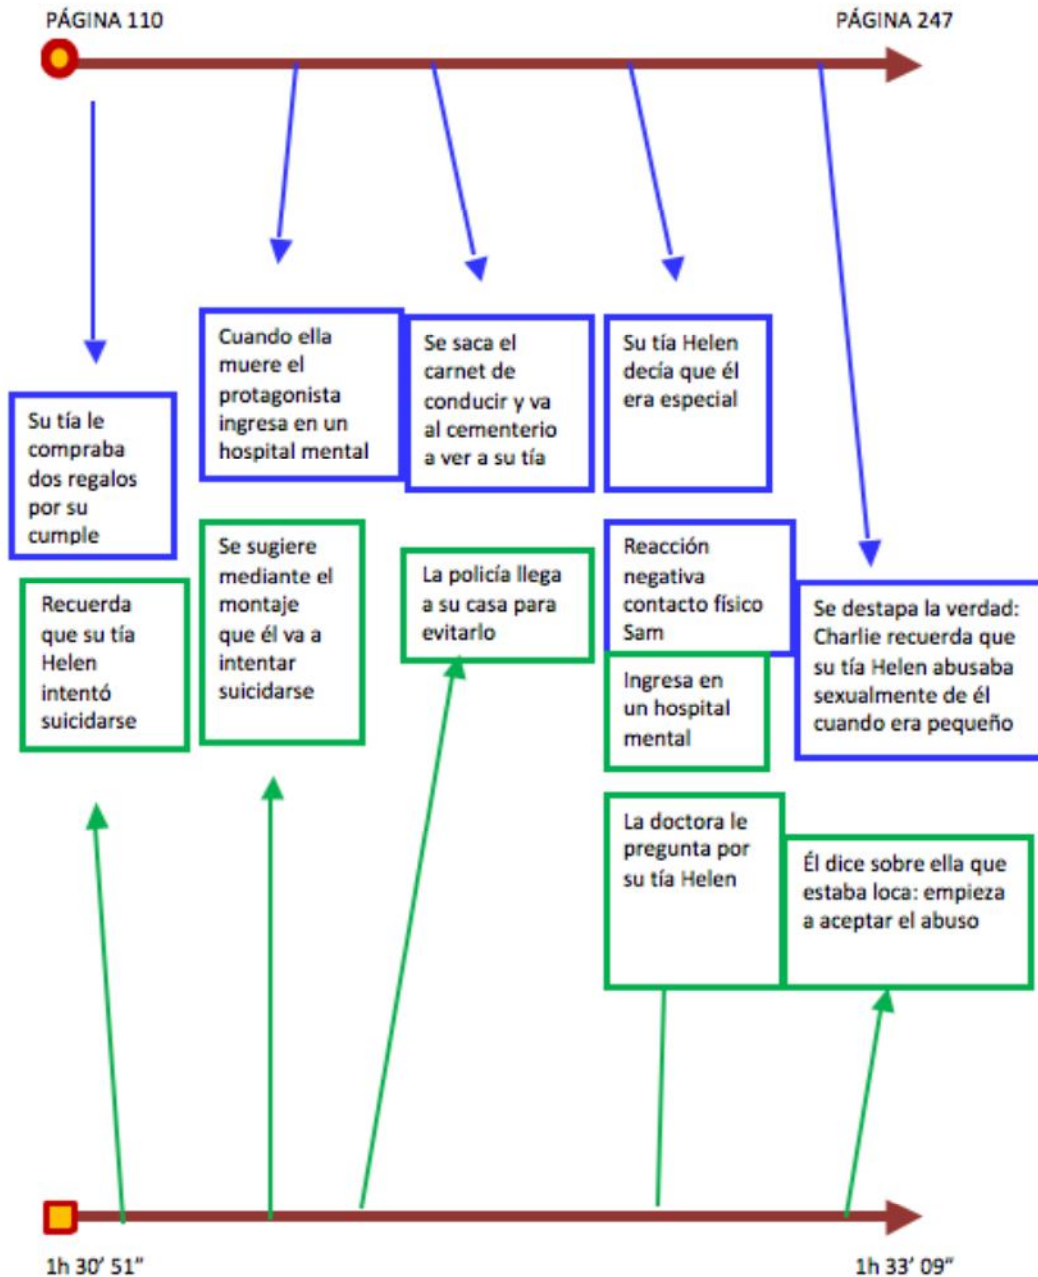 PÁGINA 110
PÁGINA 247
Su tía le
compraba
dos regalos
por su
cumple
Cuando ella
muere el
protagonista
ingresa en un
hospital mental
Se saca el
carnet de
conducir y va
al cementerio
a ver a su tía
Su tía Helen
decía que él
era especial
Reacción
negativa
contacto físico
Sam
Se destapa la verdad:
Charlie recuerda que
su tía Helen abusaba
sexualmente de él
cuando era pequeño
Recuerda
que su tía
Helen
intentó
suicidarse
Se sugiere
mediante el
montaje
que él va a
intentar
suicidarse
La policía llega
a su casa para
evitarlo
Ingresa en
un hospital
mental
La doctora le
pregunta por
su tía Helen
Él dice sobre ella que
estaba loca: empieza
a aceptar el abuso
1h 30’ 51”
1h 33’ 09”